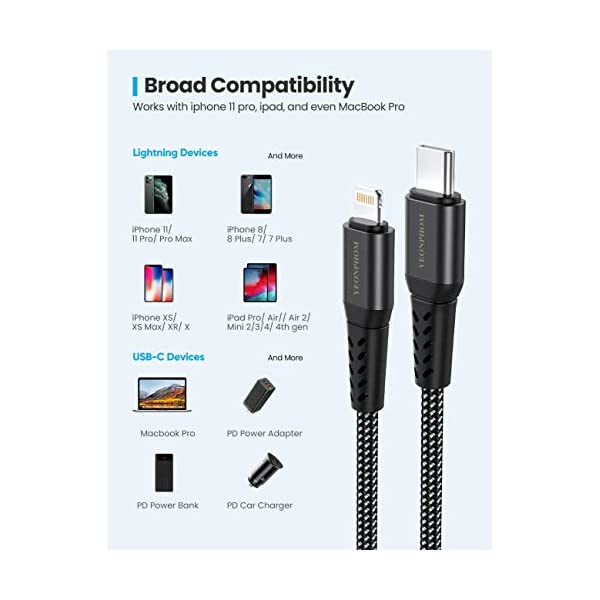 Broad Compatibility
Works with iphone 11 pro, ipad, and even MacBook Pro
Lightning Devices
And More
iPhone 11/
11 Pro/ Pro Max
iPhone 8/
8 Plus/ 7/ 7 Plus
iPhone XS/
XS Max/ XR/ X
iPad Pro/ Air// Air 2/
Mini 2/3/4/ 4th gen
USB-C Devices
And More
Macbook Pro
PD Power Adapter
PD Power Bank
PD Car Charger
YEONPHOM
YEONPHOM